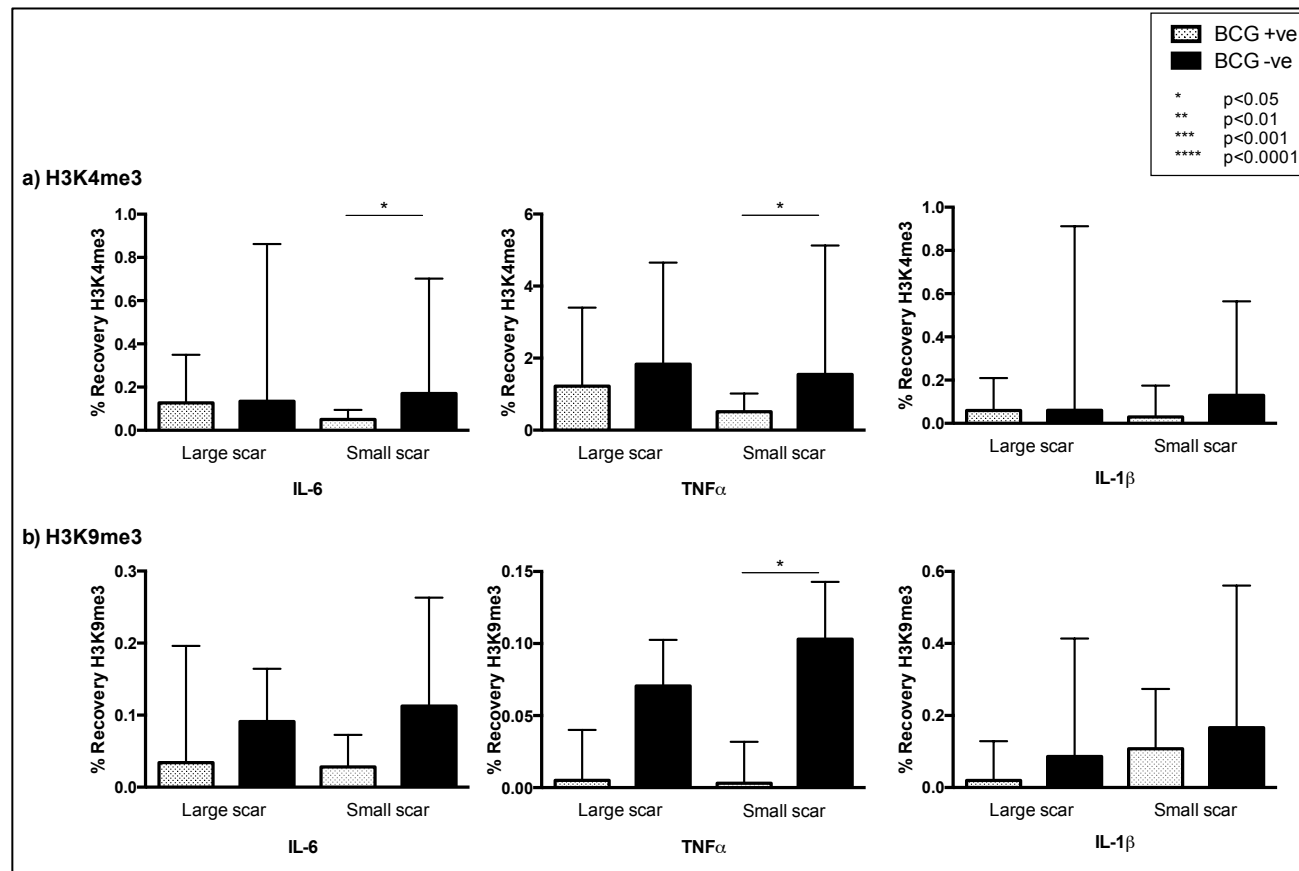 BCG +ve
BCG -ve
* p<0.05
** p<0.01
*** p<0.001
**** p<0.0001
a) H3K4me3
% Recovery H3K4me3
1.0
0.8
0.6
0.4
0.2
0.0
*
Large scar
Small scar
IL-6
% Recovery H3K4me3
6
4
2
0
*
Large scar
Small scar
TNFα
% Recovery H3K4me3
1.0
0.8
0.6
0.4
0.2
0.0
Large scar
Small scar
IL-1β
b) H3K9me3
% Recovery H3K9me3
0.3
0.2
0.1
0.0
Large scar
Small scar
IL-6
% Recovery H3K9me3
0.15
0.10
0.05
0.00
*
Large scar
Small scar
TNFα
% Recovery H3K9me3
0.6
0.4
0.2
0.0
Large scar
Small scar
IL-1β